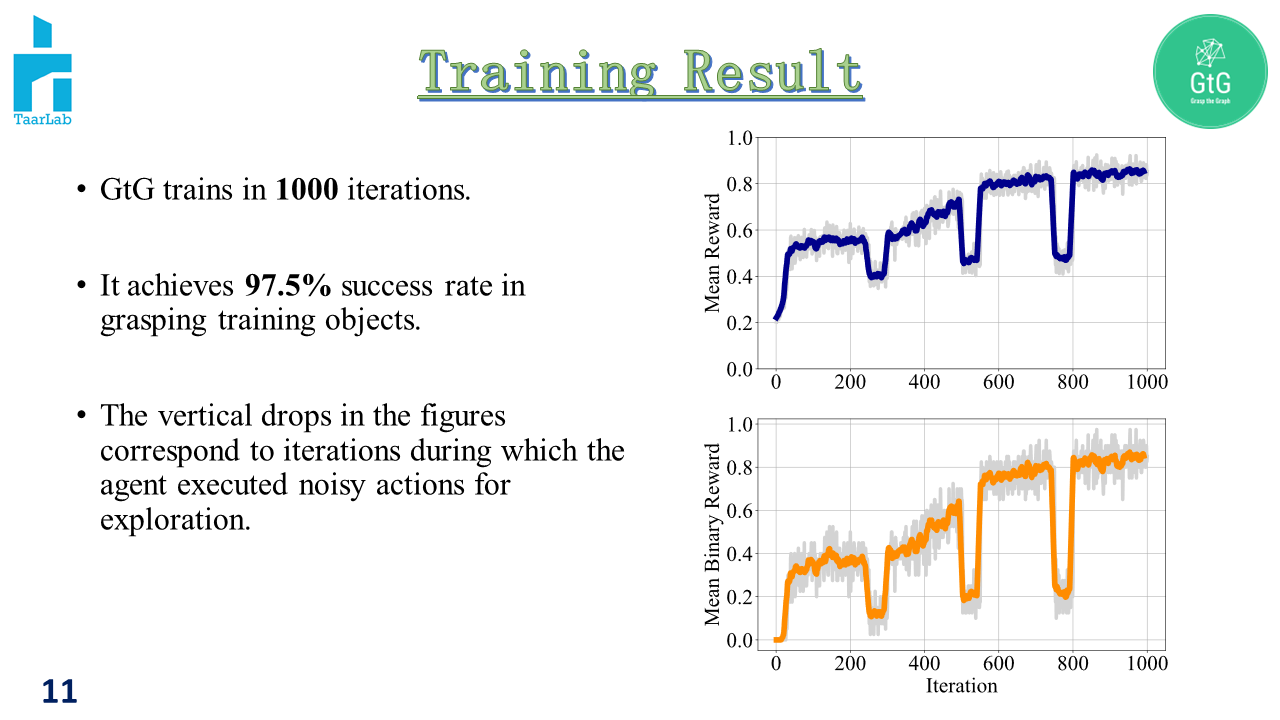 TaarLab
Training Result
GtG
Grasp the Graph
• GtG trains in 1000 iterations.
• It achieves 97.5% success rate in
grasping training objects.
• The vertical drops in the figures
correspond to iterations during which the
agent executed noisy actions for
exploration.
1.0
0.8
0.6
0.4
0.2
0.0
Mean Reward
0 200 400 600 800 1000
1.0
0.8
0.6
0.4
0.2
0.0
Mean Binary Reward
0 200 400 600 800 1000
Iteration
11